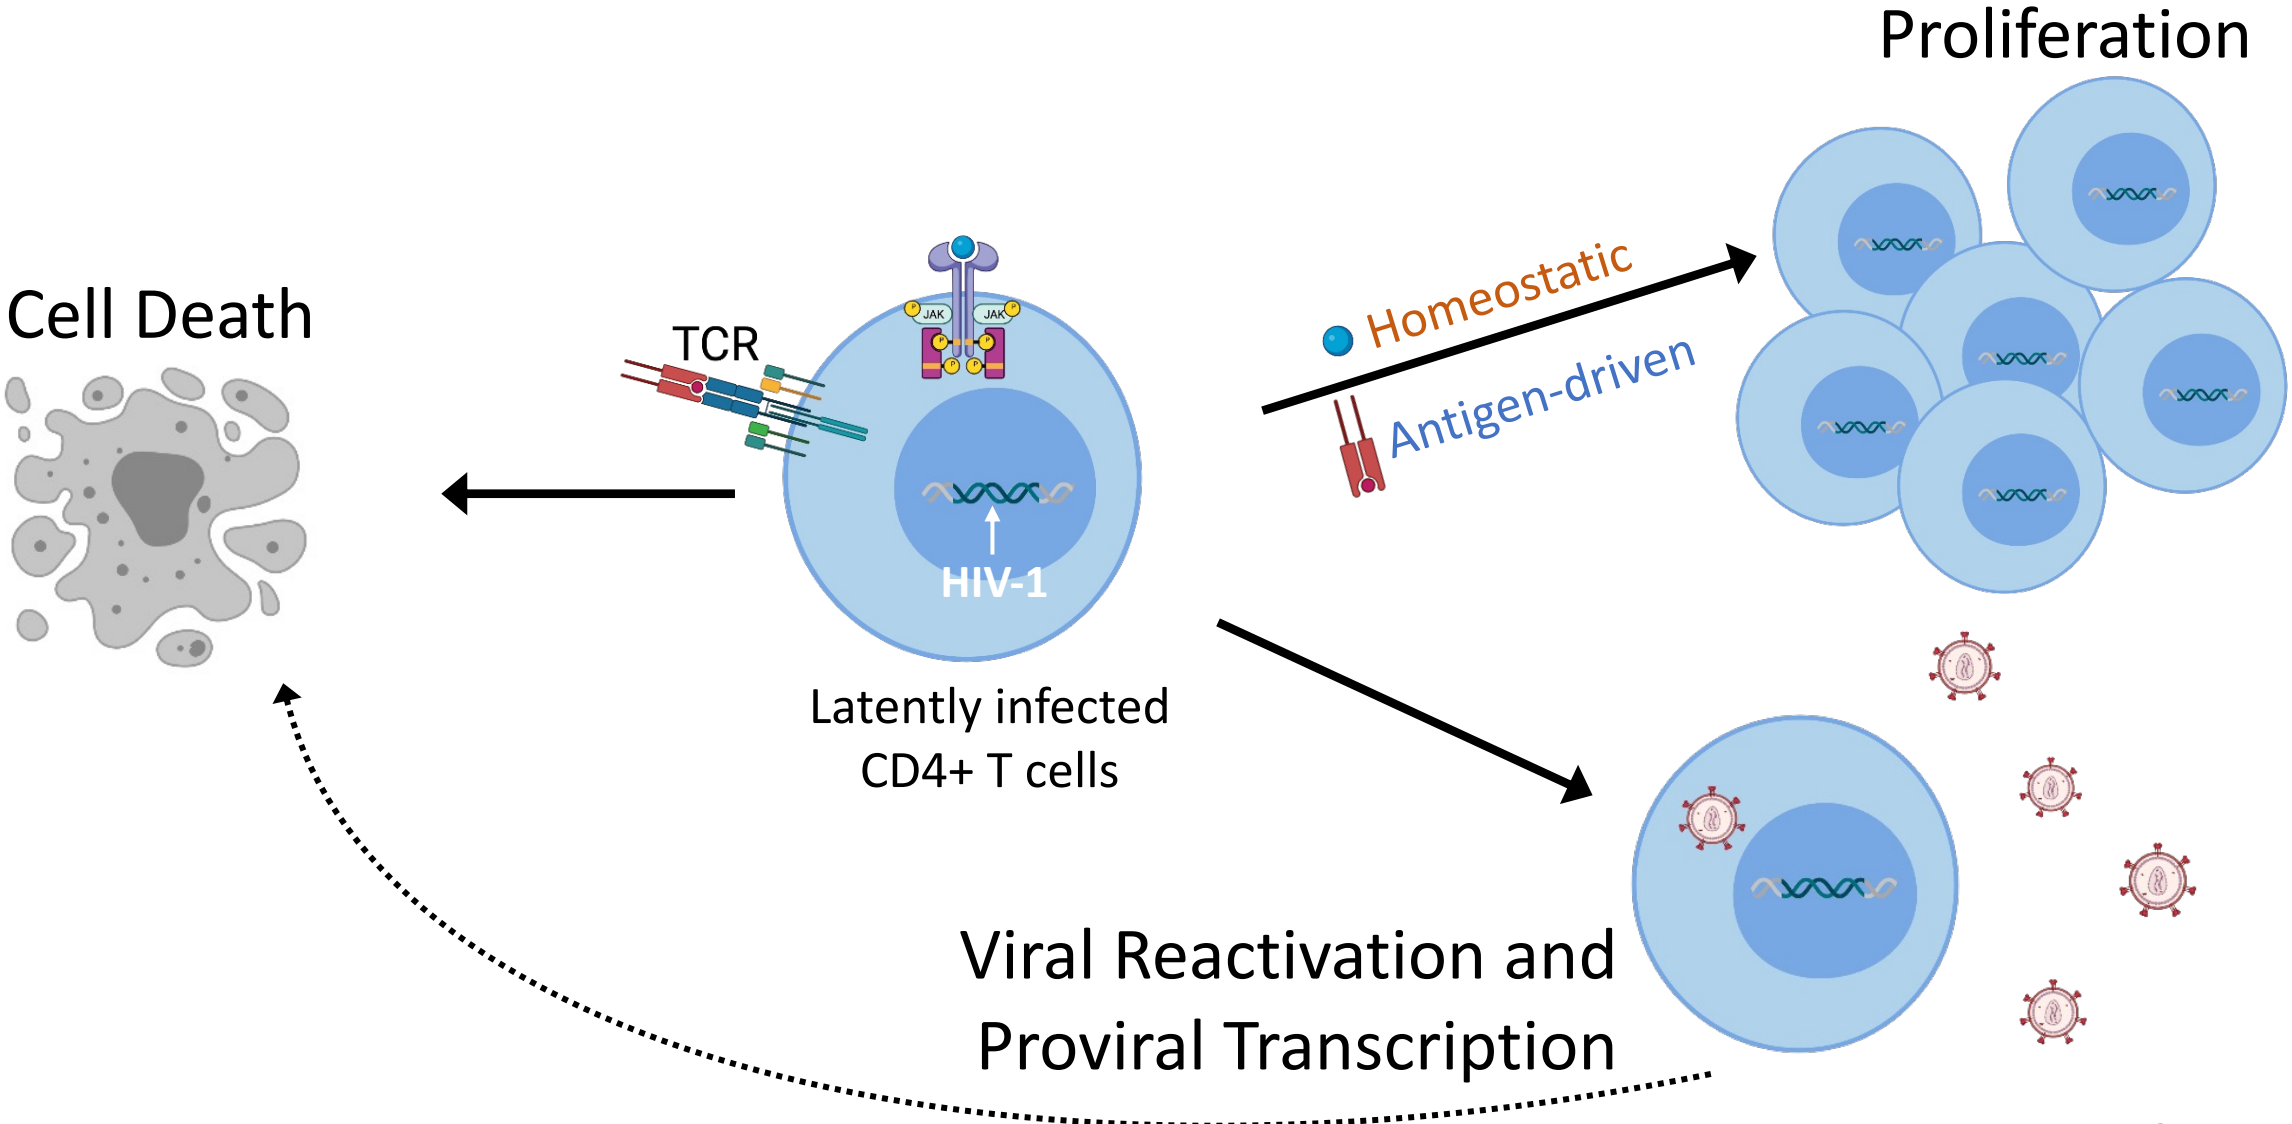 Proliferation
Cell Death
TCR
JAK
JAK
P
P
P
P
P
P
Homeostatic
Antigen-driven
HIV-1
Latently infected
CD4+ T cells
Viral Reactivation and
Proviral Transcription